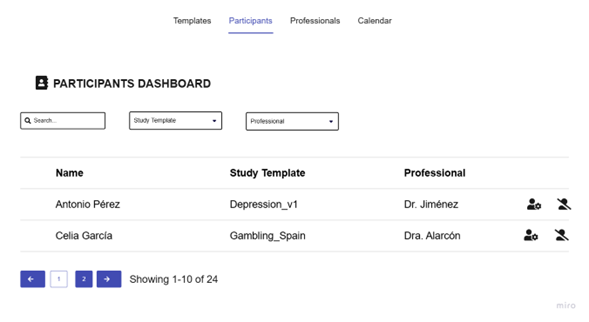 Templates Participants Professionals Calendar
PARTICIPANTS DASHBOARD
Search... Study Template Professional
Name Study Template Professional
Antonio Pérez Depression_v1 Dr. Jiménez
Celia García Gambling_Spain Dra. Alarcón
1 2 Showing 1-10 of 24
miro